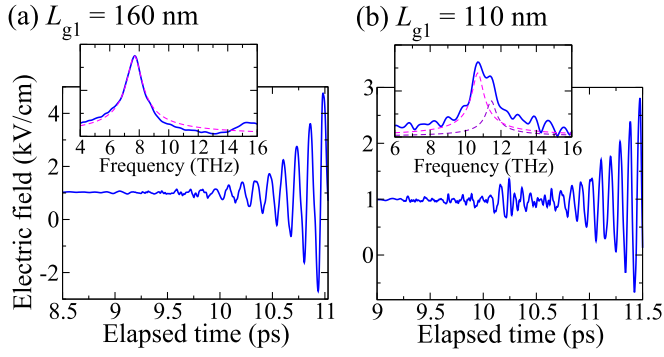 (a) L_g1 = 160 nm
(b) L_g1 = 110 nm
4 6 8 10 12 14 16
Frequency (THz)
6 8 10 12 14 16
Frequency (THz)
Electric field (kV/cm)
4
2
0
-2
3
2
1
0
8.5 9 9.5 10 10.5 11
Elapsed time (ps)
9 9.5 10 10.5 11 11.5
Elapsed time (ps)